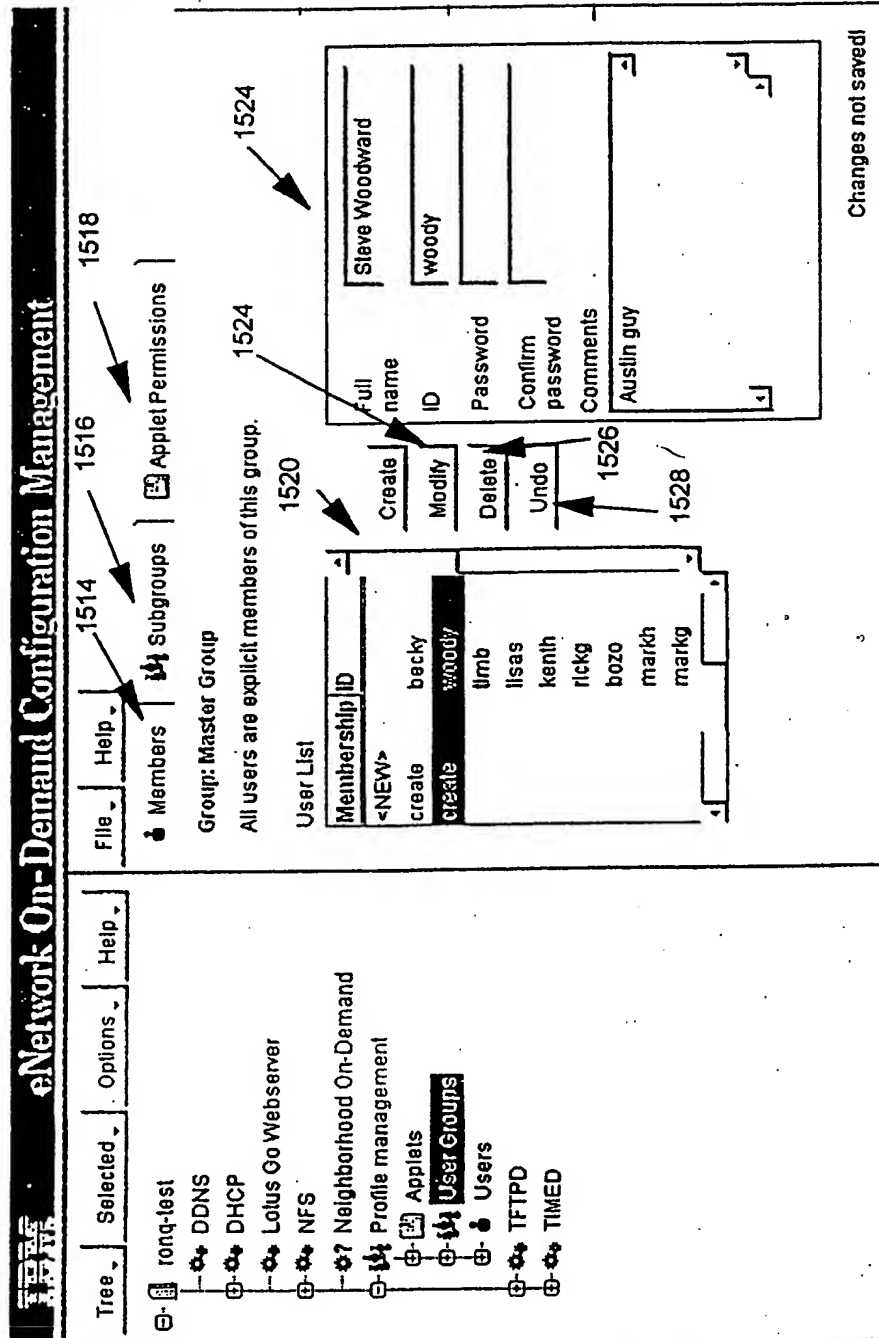 IBM
eNetwork On-Demand Configuration Management
Tree Selected Options Help
ronq-test
DDNS
DHCP
Lotus Go Webserver
NFS
Neighborhood On-Demand
Profile management
Applets
User Groups
Users
TFTPD
TIMED
File Help
1514
1516
1518
Members Subgroups Applet Permissions
Group: Master Group
All users are explicit members of this group.
1520
1524
1524
User List
Membership ID
<NEW>
create becky
create woody
timb
lisas
kenth
rickg
bozo
markh
markg
Create
Modify
Delete
Undo
1526
1528
Full name Steve Woodward
ID woody
Password
Confirm password
Comments
Austin guy
Changes not saved!